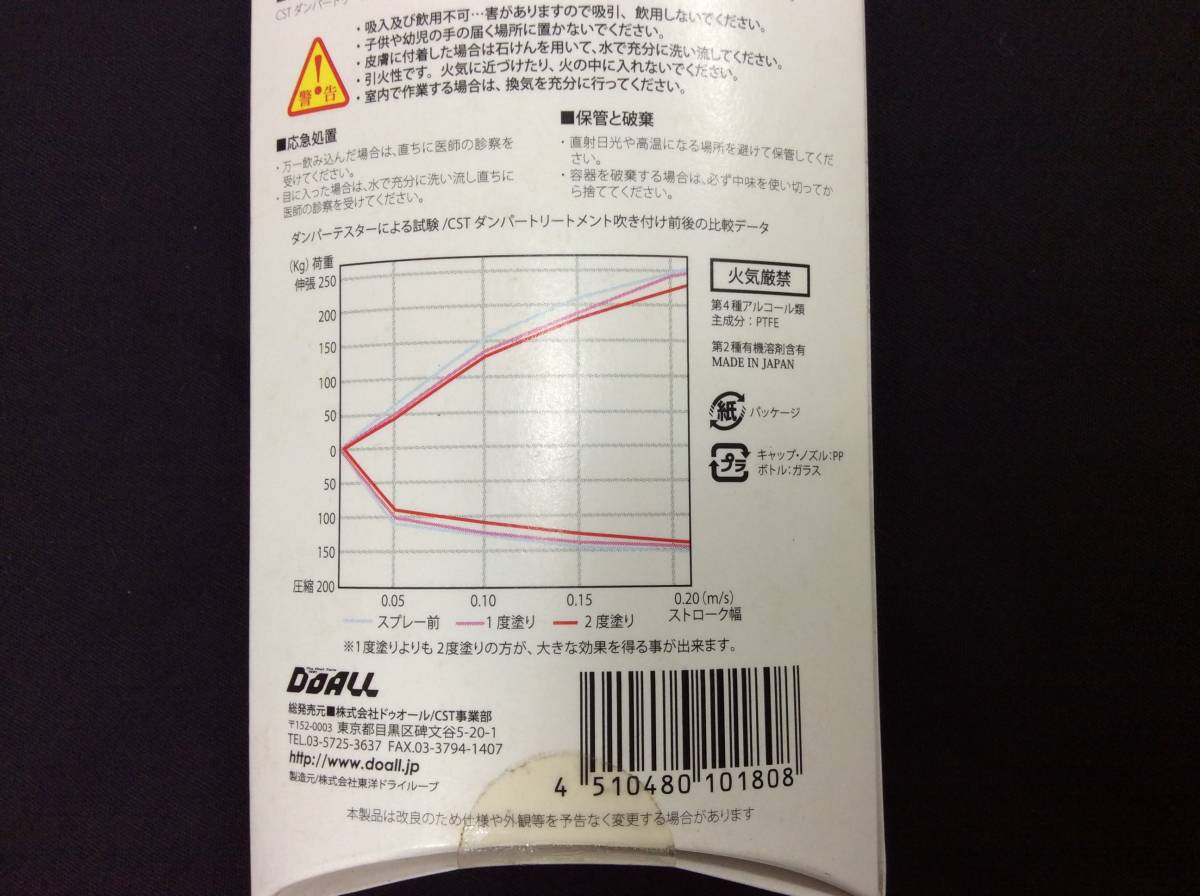 CST ダンパートリー
・吸入及び飲用不可…害がありますので吸引、飲用しないでください。
・子供や幼児の手の届く場所に置かないでください。
・皮膚に付着した場合は石けんを用いて、水で充分に洗い流してください。
・引火性です。火気に近づけたり、火の中に入れないでください。
・室内で作業する場合は、換気を充分に行ってください。
警告
■応急処置
・万一飲み込んだ場合は、直ちに医師の診察を
受けてください。
・目に入った場合は、水で充分に洗い流し直ちに
医師の診察を受けてください。
■保管と破棄
・直射日光や高温になる場所を避けて保管してくだ
さい。
・容器を破棄する場合は、必ず中味を使い切ってか
ら捨ててください。
ダンパーテスターによる試験 /CST ダンパートリートメント吹き付け前後の比較データ
(Kg) 荷重
伸張 250
200
150
100
50
0
50
100
150
圧縮 200
0.05 0.10 0.15 0.20 (m/s)
ストローク幅
スプレー前 1度塗り 2度塗り
※1度塗りよりも 2度塗りの方が、大きな効果を得る事が出来ます。
火気厳禁
第4種アルコール類
主成分：PTFE
第2種有機溶剤含有
MADE IN JAPAN
紙 パッケージ
プラ キャップ・ノズル：PP
ボトル：ガラス
DoALL
総発売元■株式会社ドゥオール/CST事業部
〒152-0003 東京都目黒区碑文谷5-20-1
TEL.03-5725-3637 FAX.03-3794-1407
http://www.doall.jp
製造元/株式会社東洋ドライルーブ
4 510480 101808
本製品は改良のため仕様や外観等を予告なく変更する場合があります